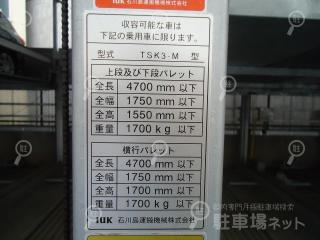 IUK 石川島運搬機械株式会社
収容可能な車は
下記の乗用車に限ります。
型式 TSK3-M 型
上段及び下段パレット
全長 4700 mm 以下
全幅 1750 mm 以下
全高 1550 mm 以下
重量 1700 kg 以下
横行パレット
全長 4700 mm 以下
全幅 1750 mm 以下
全高 1700 mm 以下
重量 1700 kg 以下
IUK 石川島運搬機械株式会社
駐車場ネット